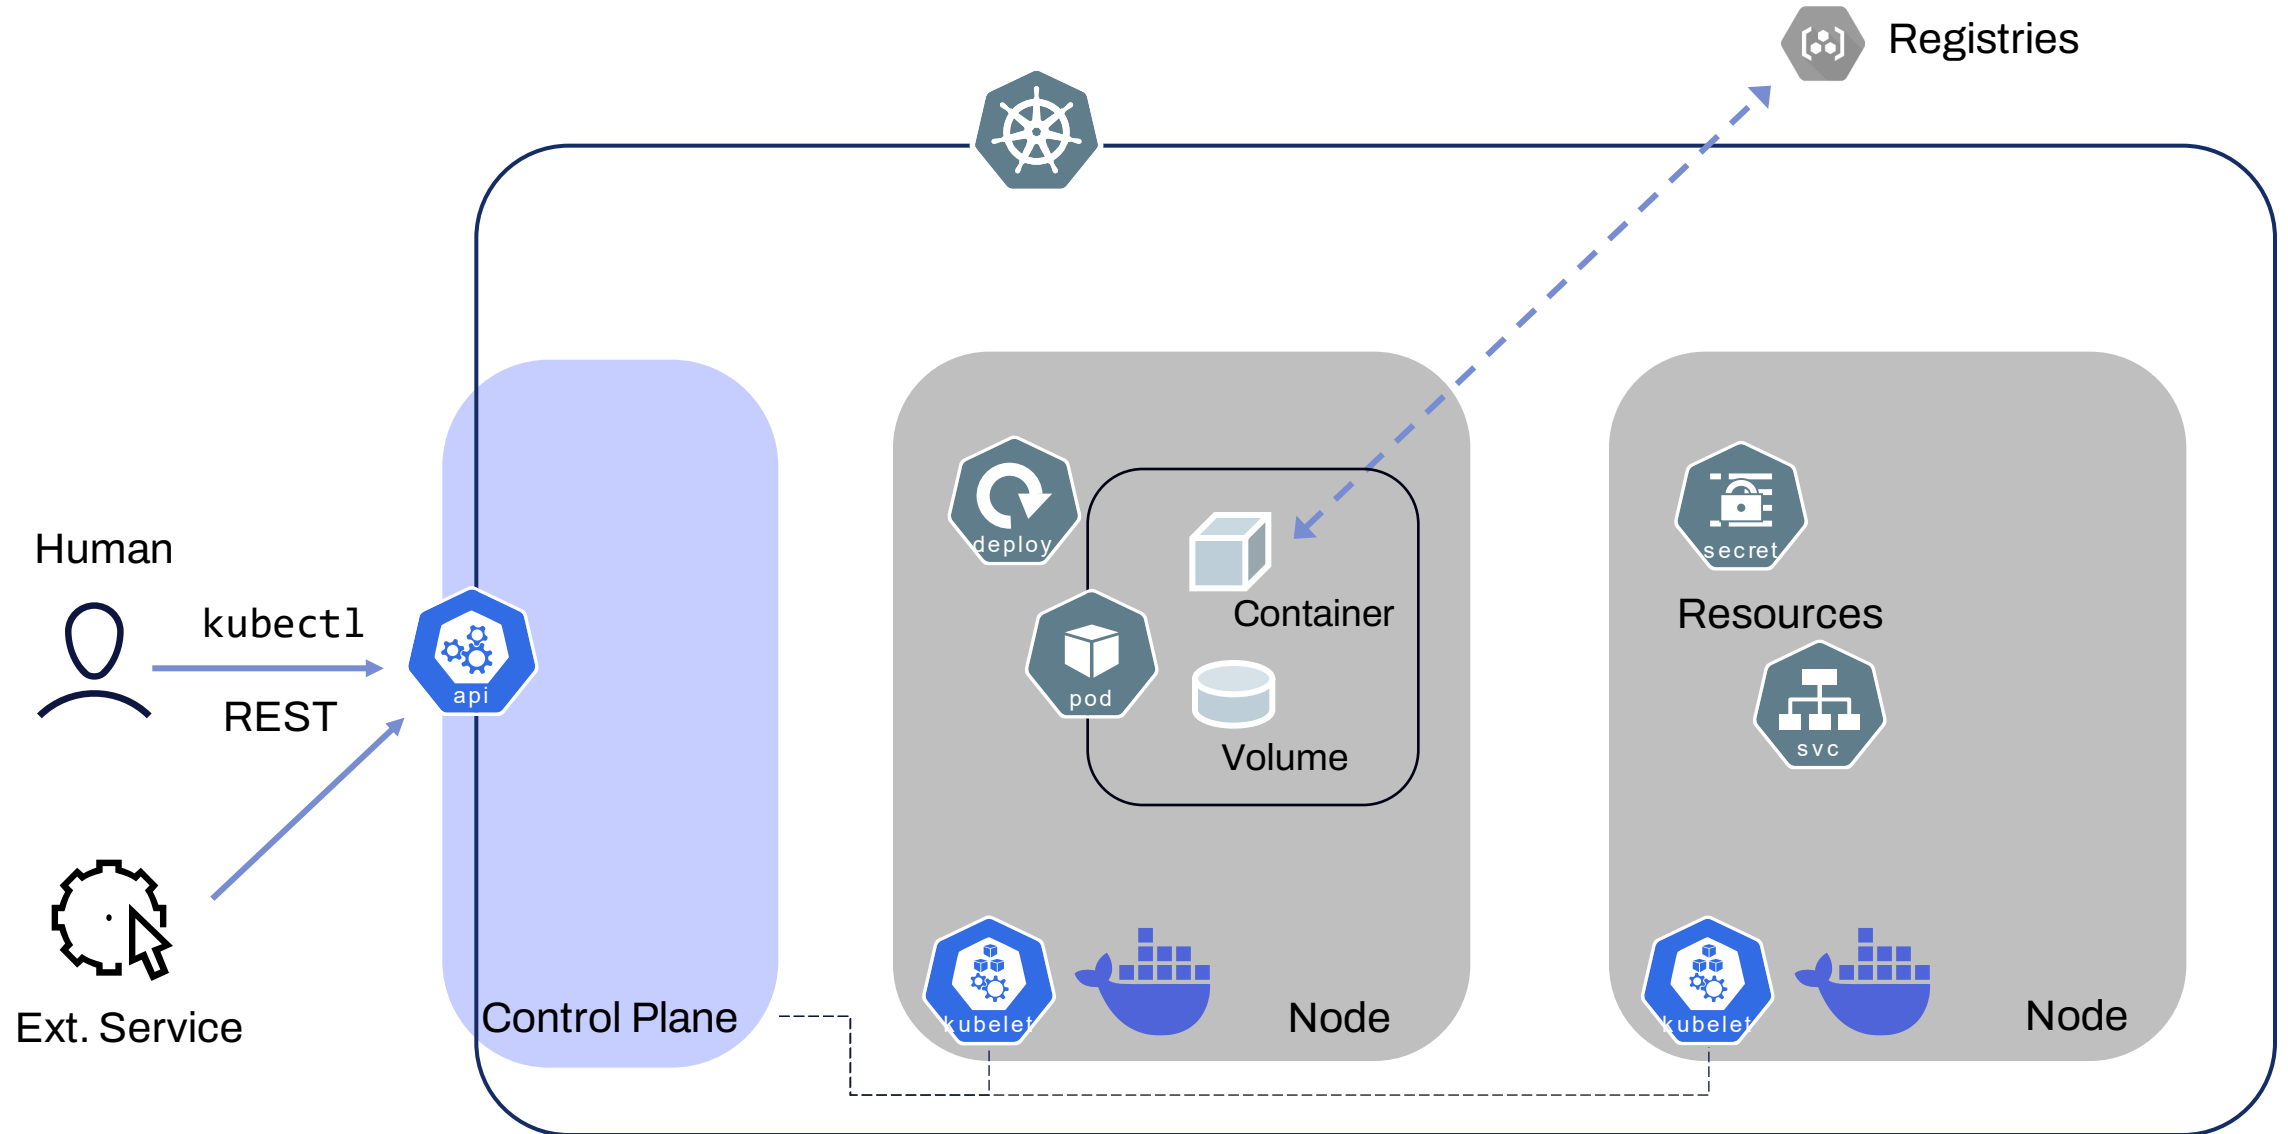 Registries
deploy
secret
Human
kubectl
Container
Resources
api
pod
REST
svc
Volume
Control Plane
kubelet
Node
kubelet
Node
Ext. Service